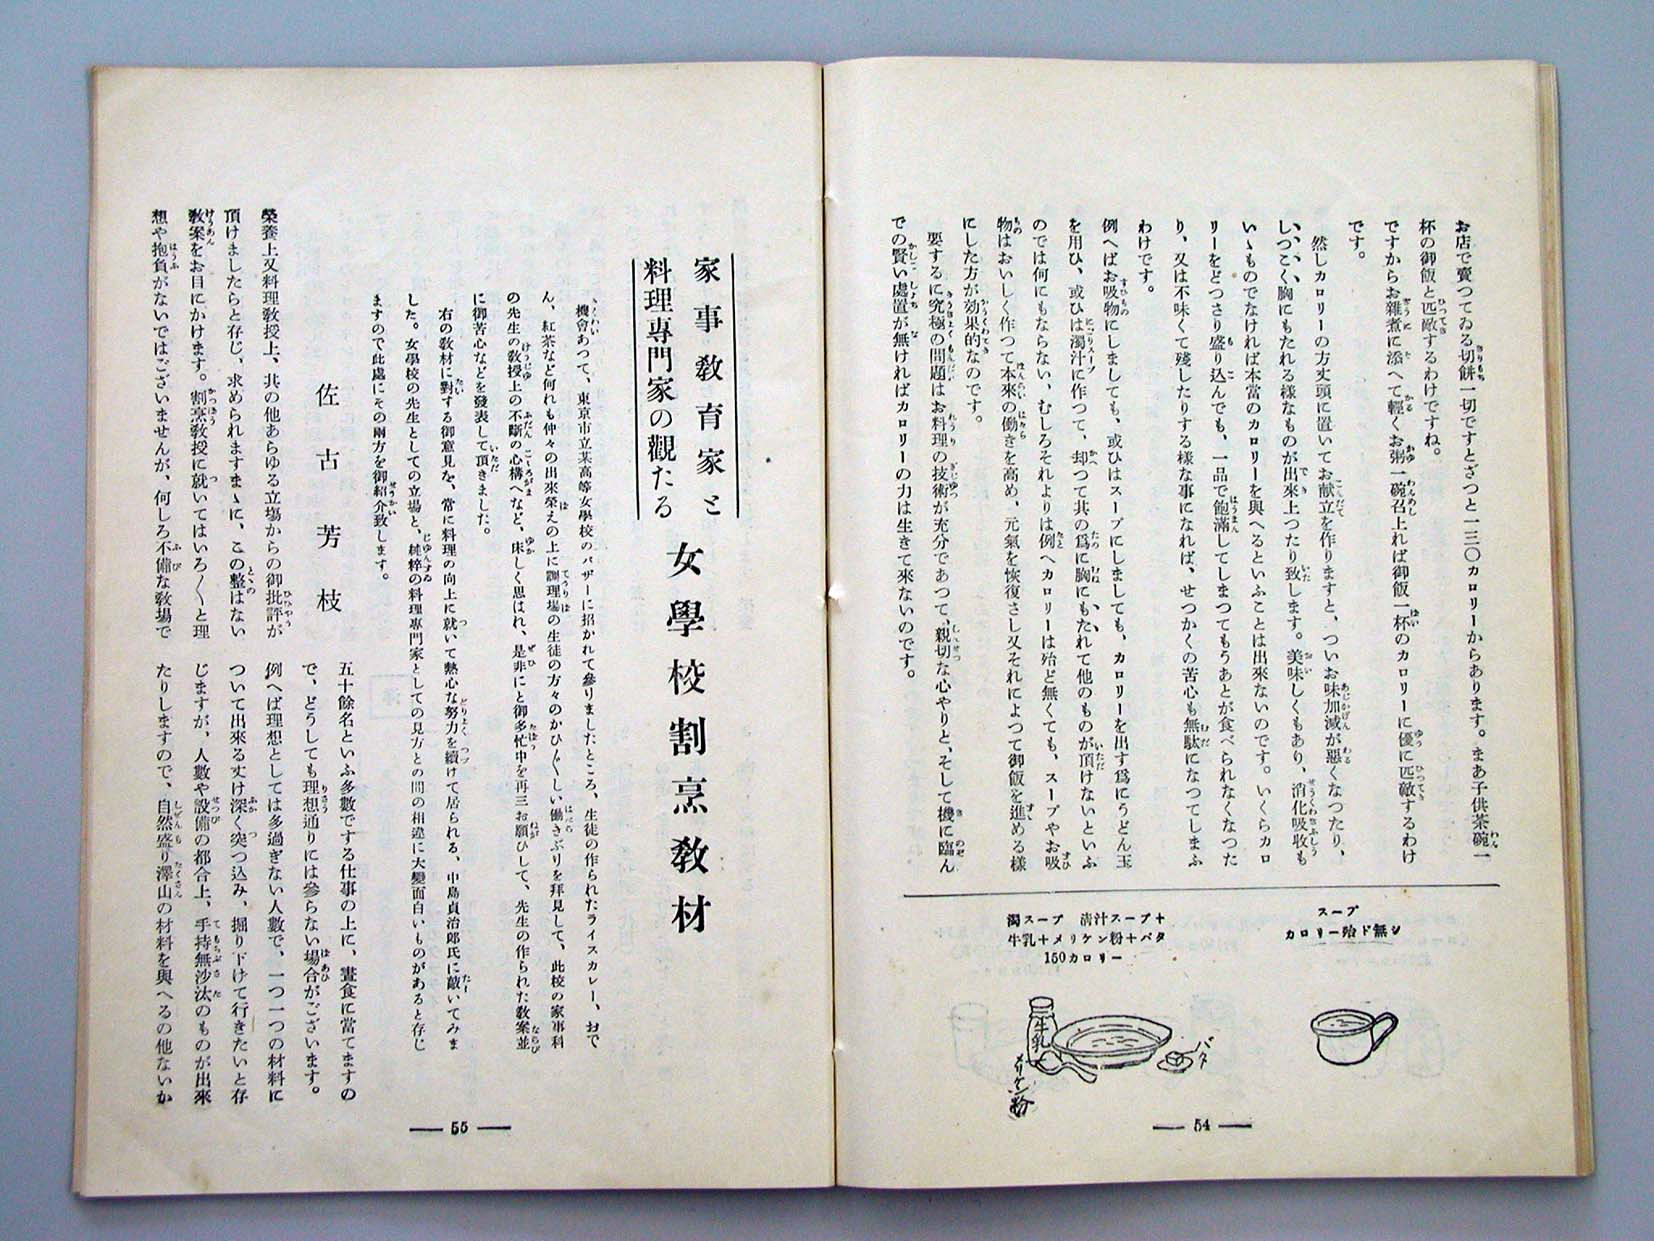 お店で賣つてゐる切餅一切ですとざつと一三〇カロリーからあります。まあ子供茶碗一
杯の御飯と匹敵するわけですね。
ですからお雜煮に添へて輕くお粥一碗召上れば御飯一杯のカロリーに優に匹敵するわけ
です。
然しカロリーの方丈頭に置いてお献立を作りますと、ついお味加減が惡くなつたり、
しつこく、胸にもたれる樣なものが出來上つたり致します。美味しくもあり、消化吸收も
いゝものでなければ本當のカロリーを與へるといふことは出來ないのです。いくらカロ
リーをどつさり盛り込んでも、一品で飽滿してしまつてもうあとが食べられなくなつた
り、又は不味くて殘したりする樣な事になれば、せつかくの苦心も無駄になつてしまふ
わけです。
例へばお吸物にしましても、或ひはスープにしましても、カロリーを出す爲にうどん玉
を用ひ、或ひは濁汁に作つて、却つて其の爲に胸にもたれて他のものが頂けないといふ
のでは何にもならない、むしろそれよりは例へカロリーは殆ど無くても、スープやお吸
物はおいしく作つて本來の働きを高め、元氣を恢復さし又それによつて御飯を進める樣
にした方が効果的なのです。
要するに究極の問題はお料理の技術が充分であつて、親切な心やりと、そして機に臨ん
での賢い處置が無ければカロリーの力は生きて來ないのです。
スープ
カロリー殆ド無シ
濁スープ 淸汁スープ＋
牛乳＋メリケン粉＋バタ
150カロリー
バタ
牛乳
メリケン粉
54
家事敎育家と
料理專門家の觀たる
女學校割烹敎材
機會あつて、東京市立某高等女學校のバザーに招かれて參りましたところ、生徒の作られたライスカレー、おで
ん、紅茶など何れも仲々の出來榮えの上に調理場の生徒の方々のかひ〴〵しい働きぶりを拜見して、此校の家事科
の先生の敎授上の不斷の心構へなど、床しく思はれ、是非にと御多忙中を再三お願ひして、先生の作られた敎案並
に御苦心などを發表して頂きました。
右の敎材に對する御意見を、常に料理の向上に就いて熱心な努力を續けて居られる、中島貞治郎氏に敲いてみま
した。女學校の先生としての立場と、純粹の料理專門家としての見方との間の相違に大變面白いものがあると存じ
ますので此處にその兩方を御紹介致します。
佐古芳枝
榮養上又料理敎授上、其の他あらゆる立場からの御批評が
頂けましたらと存じ、求められますまゝに、この整はない
敎案をお目にかけます。割烹敎授に就いてはいろ〳〵と理
想や抱負がないではございませんが、何しろ不備な敎場で
五十餘名といふ多數でする仕事の上に、晝食に當てますの
で、どうしても理想通りには參らない場合がございます。
例へば理想としては多過ぎない人數で、一つ一つの材料に
ついて出來る丈け深く突つ込み、掘り下けて行きたいと存
じますが、人數や設備の都合上、手持無沙汰のものが出來
たりしますので、自然盛り澤山の材料を與へるの他ないか
55